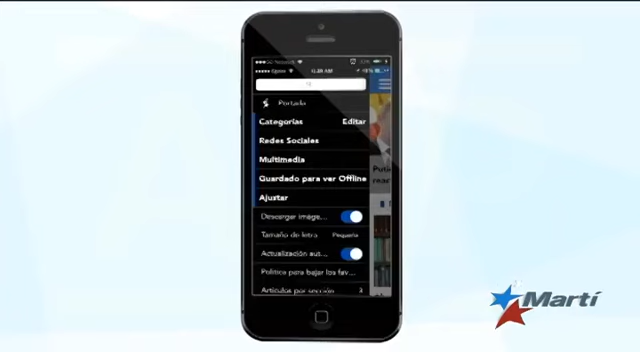 Portada
Categorías Editar
Redes Sociales
Multimedia
Guardado para ver Offline
Ajustar
Descargar image...
Tamaño de letra Pequeña
Actualización aut...
Política para bajar los fav...
Artículos por sección
Martí